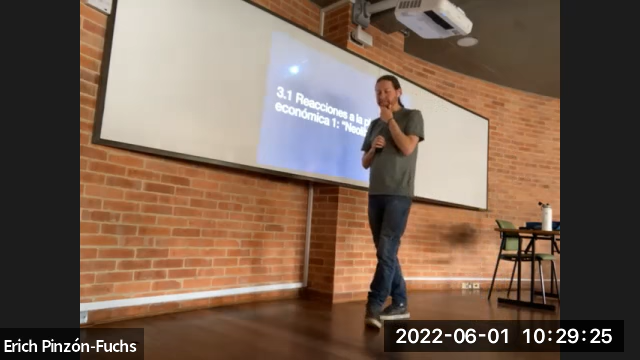 3.1 Reacciones a la
económica 1:
Erich Pinzón-Fuchs
2022-06-01 10:29:25